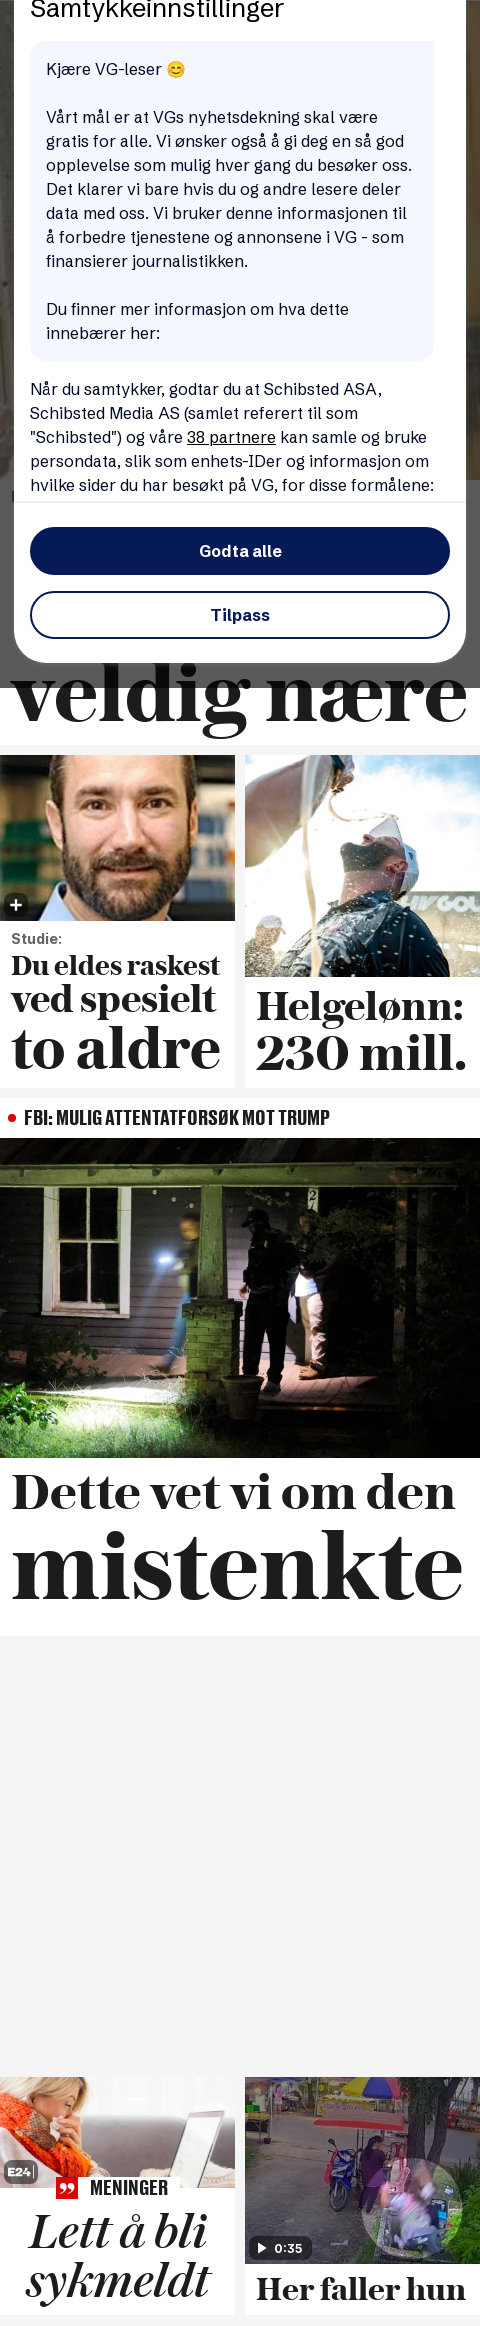 Samtykkeinnstillinger
Kjære VG-leser 😊
Vårt mål er at VGs nyhetsdekning skal være
gratis for alle. Vi ønsker også å gi deg en så god
opplevelse som mulig hver gang du besøker oss.
Det klarer vi bare hvis du og andre lesere deler
data med oss. Vi bruker denne informasjonen til
å forbedre tjenestene og annonsene i VG - som
finansierer journalistikken.
Du finner mer informasjon om hva dette
innebærer her:
Når du samtykker, godtar du at Schibsted ASA,
Schibsted Media AS (samlet referert til som
"Schibsted") og våre 38 partnere kan samle og bruke
persondata, slik som enhets-IDer og informasjon om
hvilke sider du har besøkt på VG, for disse formålene:
Godta alle
Tilpass
veldig nære
Studie:
Du eldes raskest
ved spesielt
to aldre
Helgelønn:
230 mill.
FBI: MULIG ATTENTATFORSØK MOT TRUMP
Dette vet vi om den
mistenkte
E24
MENINGER
Lett å bli
sykmeldt
0:35
Her faller hun